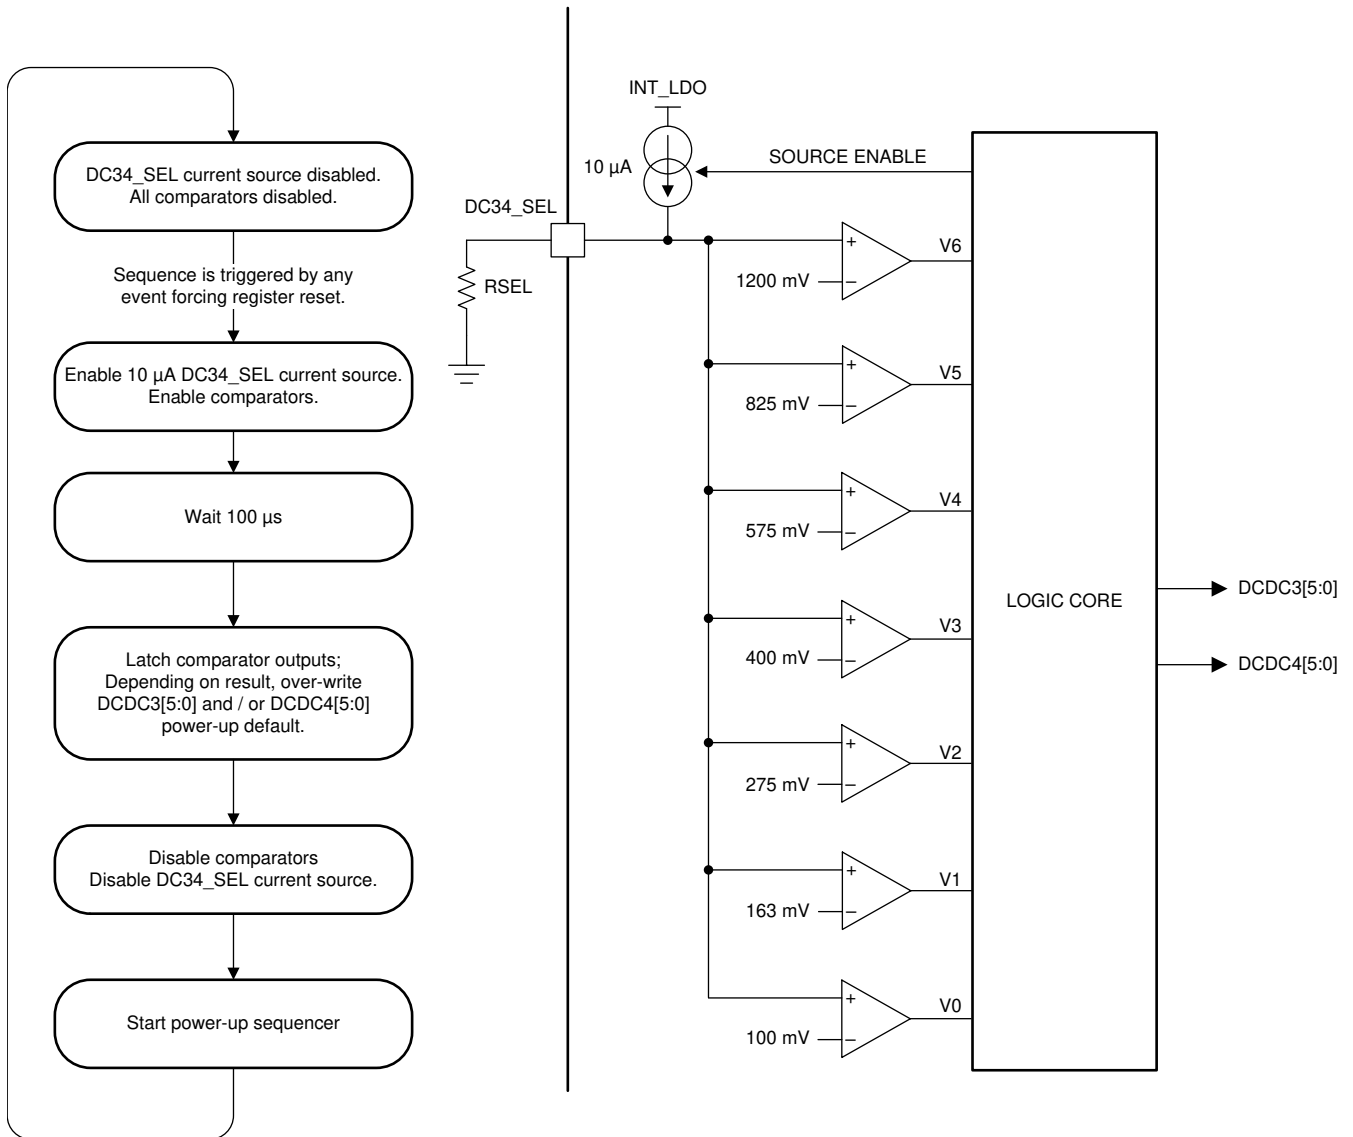 DC34_SEL current source disabled.
All comparators disabled.
Sequence is triggered by any
event forcing register reset.
Enable 10 µA DC34_SEL current source.
Enable comparators.
Wait 100 µs
Latch comparator outputs;
Depending on result, over-write
DCDC3[5:0] and / or DCDC4[5:0]
power-up default.
Disable comparators
Disable DC34_SEL current source.
Start power-up sequencer
INT_LDO
10 µA
SOURCE ENABLE
DC34_SEL
RSEL
+
1200 mV
–
V6
+
825 mV
–
V5
+
575 mV
–
V4
+
400 mV
–
V3
+
275 mV
–
V2
+
163 mV
–
V1
+
100 mV
–
V0
LOGIC CORE
DCDC3[5:0]
DCDC4[5:0]